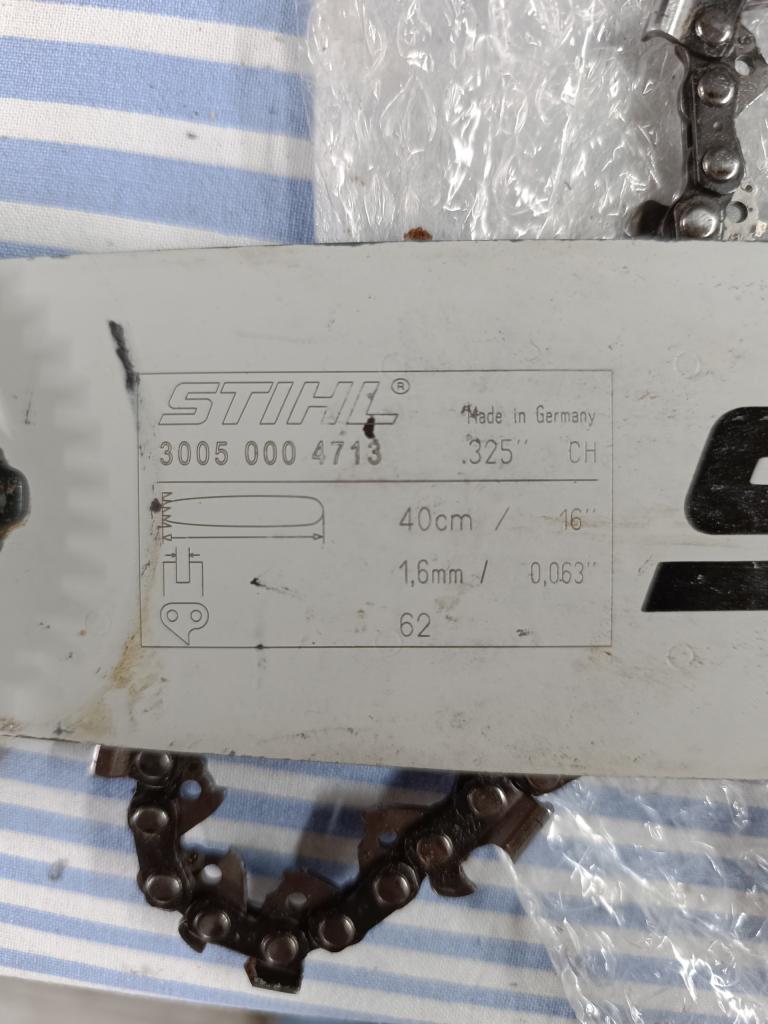 STIHL®
Made in Germany
3005 000 4713 .325" CH
40cm / 16"
1,6mm / 0,063"
62